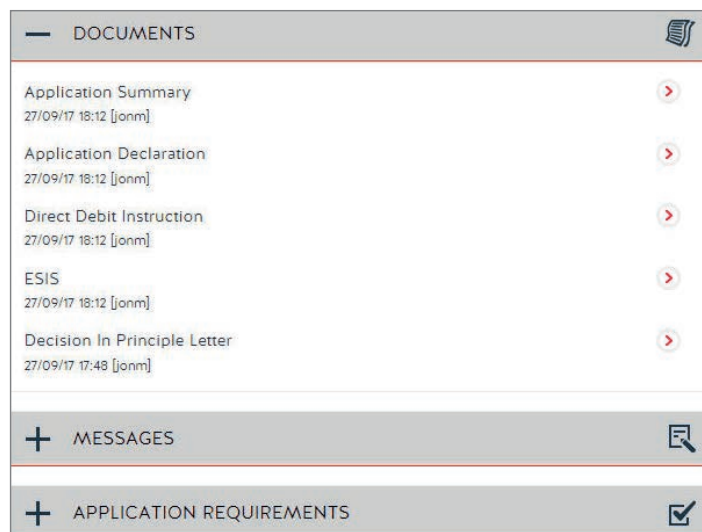 DOCUMENTS
Application Summary
27/09/17 18:12 [jonm]
Application Declaration
27/09/17 18:12 [jonm]
Direct Debit Instruction
27/09/17 18:12 [jonm]
ESIS
27/09/17 18:12 [jonm]
Decision In Principle Letter
27/09/17 17:48 [jonm]
MESSAGES
APPLICATION REQUIREMENTS